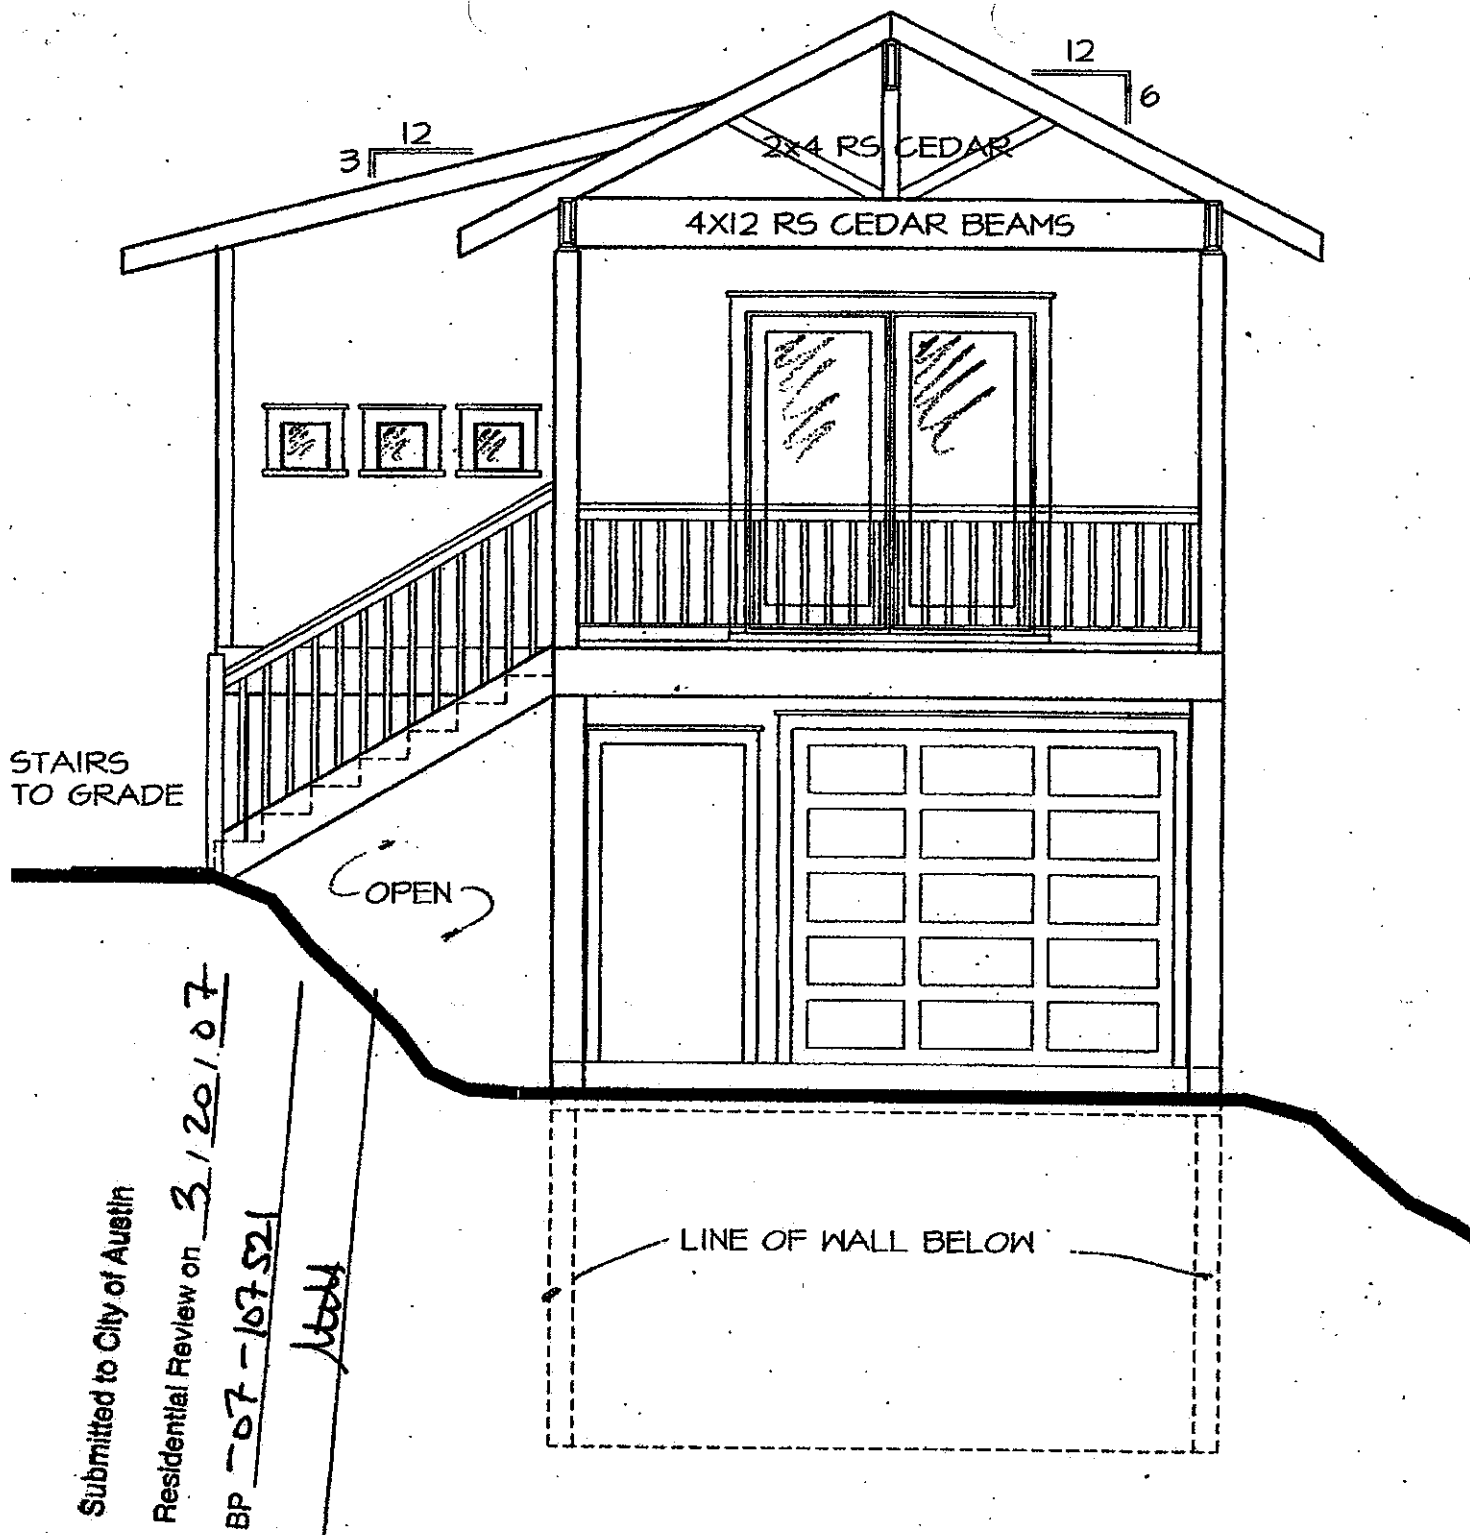 12
6
12
3
2x4 RS CEDAR
4X12 RS CEDAR BEAMS
STAIRS
TO GRADE
OPEN
LINE OF WALL BELOW
Submitted to City of Austin
Residential Review on 3/20/07
BP -07-107521